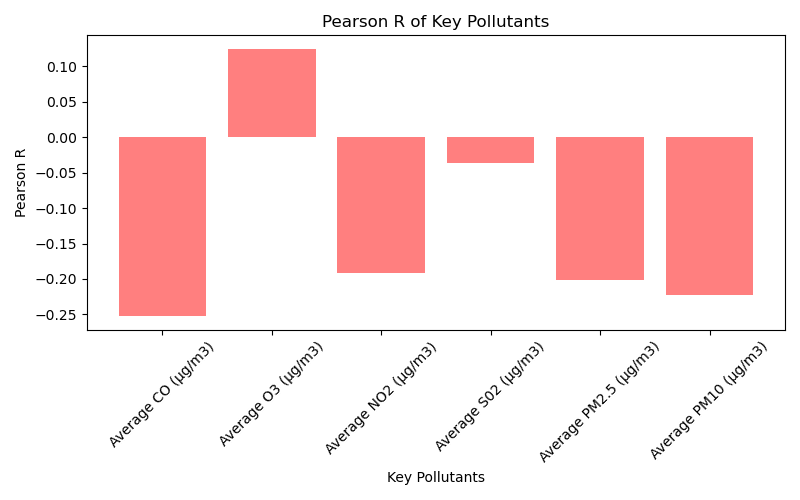 Pearson R of Key Pollutants
Pearson R
0.10
0.05
0.00
−0.05
−0.10
−0.15
−0.20
−0.25
Average CO (μg/m3)
Average O3 (μg/m3)
Average NO2 (μg/m3)
Average S02 (μg/m3)
Average PM2.5 (μg/m3)
Average PM10 (μg/m3)
Key Pollutants